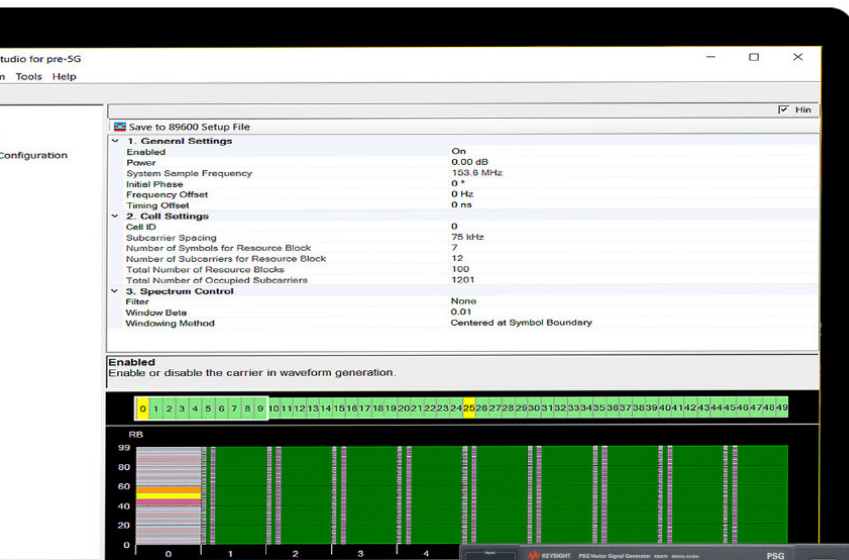 tudio for pre-5G
m Tools Help
Hin
Save to 89600 Setup File
Configuration
1. General Settings
Enabled On
Power 0.00 dB
System Sample Frequency 153.6 MHz
Initial Phase 0 °
Frequency Offset 0 Hz
Timing Offset 0 ns
2. Cell Settings
Cell ID 0
Subcarrier Spacing 75 kHz
Number of Symbols for Resource Block 7
Number of Subcarriers for Resource Block 12
Total Number of Resource Blocks 100
Total Number of Occupied Subcarriers 1201
3. Spectrum Control
Filter None
Window Beta 0.01
Windowing Method Centered at Symbol Boundary
Enabled
Enable or disable the carrier in waveform generation.
0 1 2 3 4 5 6 7 8 9 10 11 12 13 14 15 16 17 18 19 20 21 22 23 24 25 26 27 28 29 30 31 32 33 34 35 36 37 38 39 40 41 42 43 44 45 46 47 48 49
RB
99
80
60
40
20
0
0 1 2 3 4
KEYSIGHT PSG Vector Signal Generator
PSG